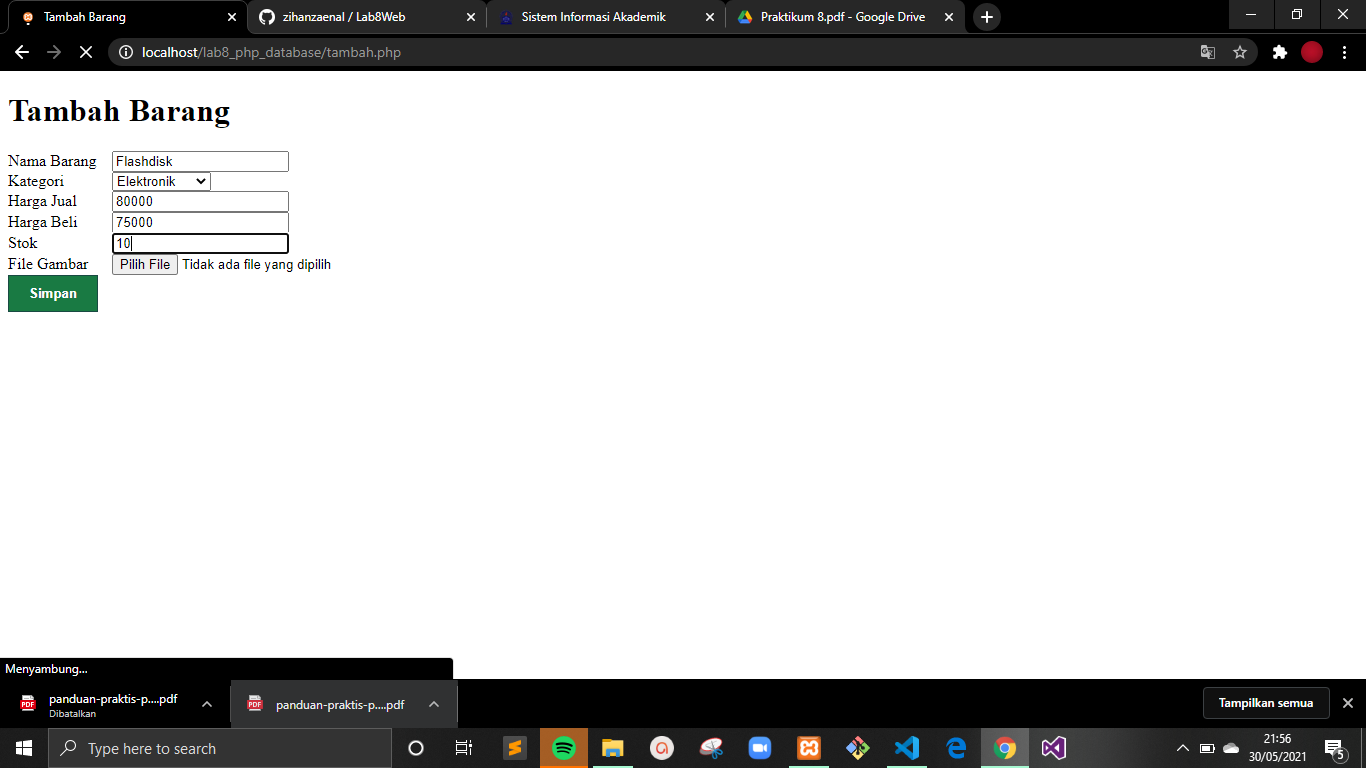 Tambah Barang
zihanzaenal / Lab8Web
Sistem Informasi Akademik
Praktikum 8.pdf - Google Drive
localhost/lab8_php_database/tambah.php
Tambah Barang
Nama Barang Flashdisk
Kategori Elektronik
Harga Jual 80000
Harga Beli 75000
Stok 10
File Gambar Pilih File Tidak ada file yang dipilih
Simpan
Menyambung...
panduan-praktis-p....pdf
Dibatalkan
panduan-praktis-p....pdf
Tampilkan semua
Type here to search
21:56
30/05/2021
5